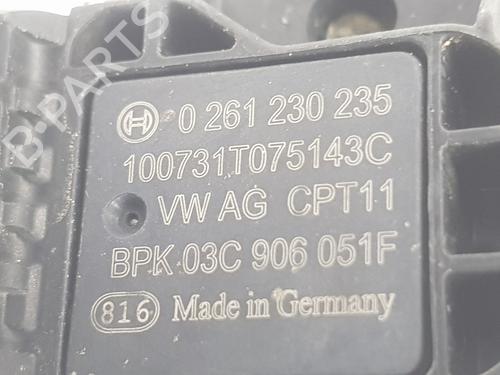 0 261 230 235
100731T075143C
VW AG CPT11
BPK 03C 906 051F
816 Made in Germany
B-PARTS